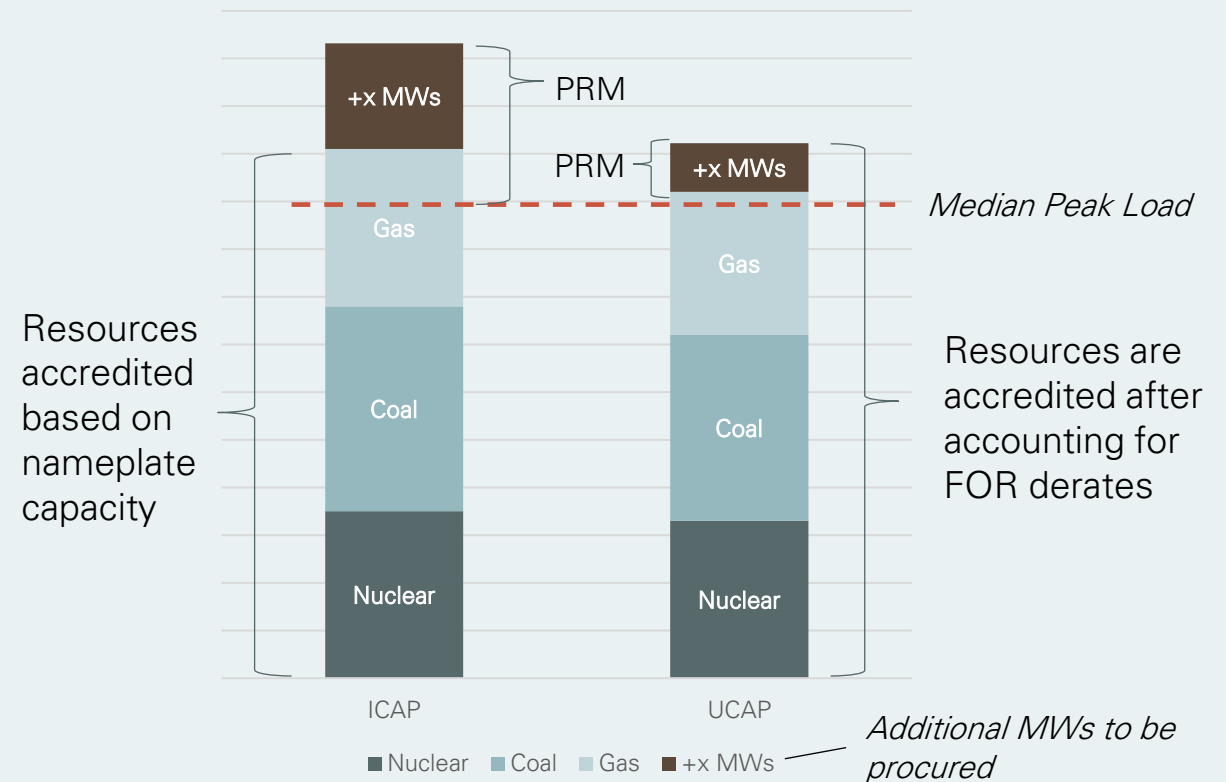 +x MWs
PRM
PRM
+x MWs
Median Peak Load
Gas
Gas
Resources
accredited
based on
nameplate
capacity
Resources are
accredited after
accounting for
FOR derates
Coal
Coal
Nuclear
Nuclear
ICAP
UCAP
Additional MWs to be
procured
Nuclear Coal Gas +x MWs